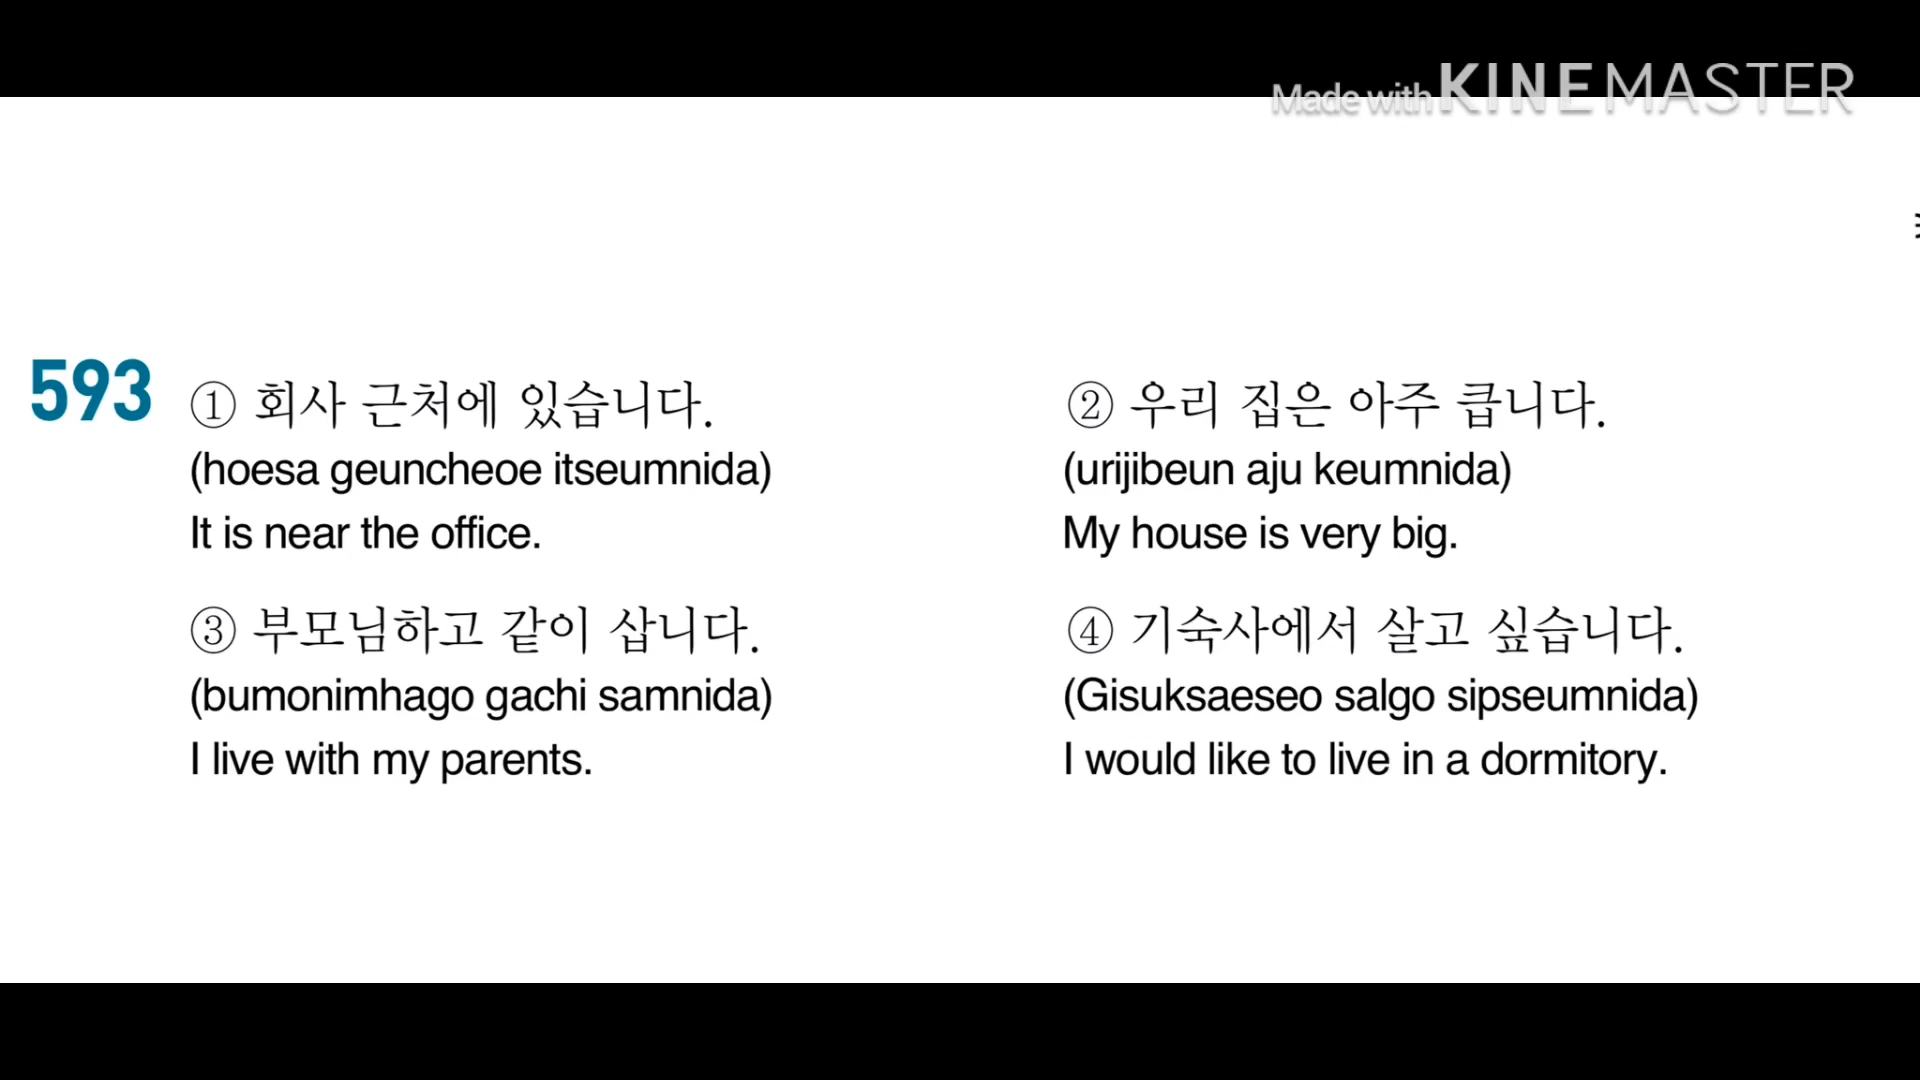 Made with KINEMASTER
593
① 회사 근처에 있습니다.
(hoesa geuncheoe itseumnida)
It is near the office.
② 우리 집은 아주 큽니다.
(urijibeun aju keumnida)
My house is very big.
③ 부모님하고 같이 삽니다.
(bumonimhago gachi samnida)
I live with my parents.
④ 기숙사에서 살고 싶습니다.
(Gisuksaeseo salgo sipseumnida)
I would like to live in a dormitory.